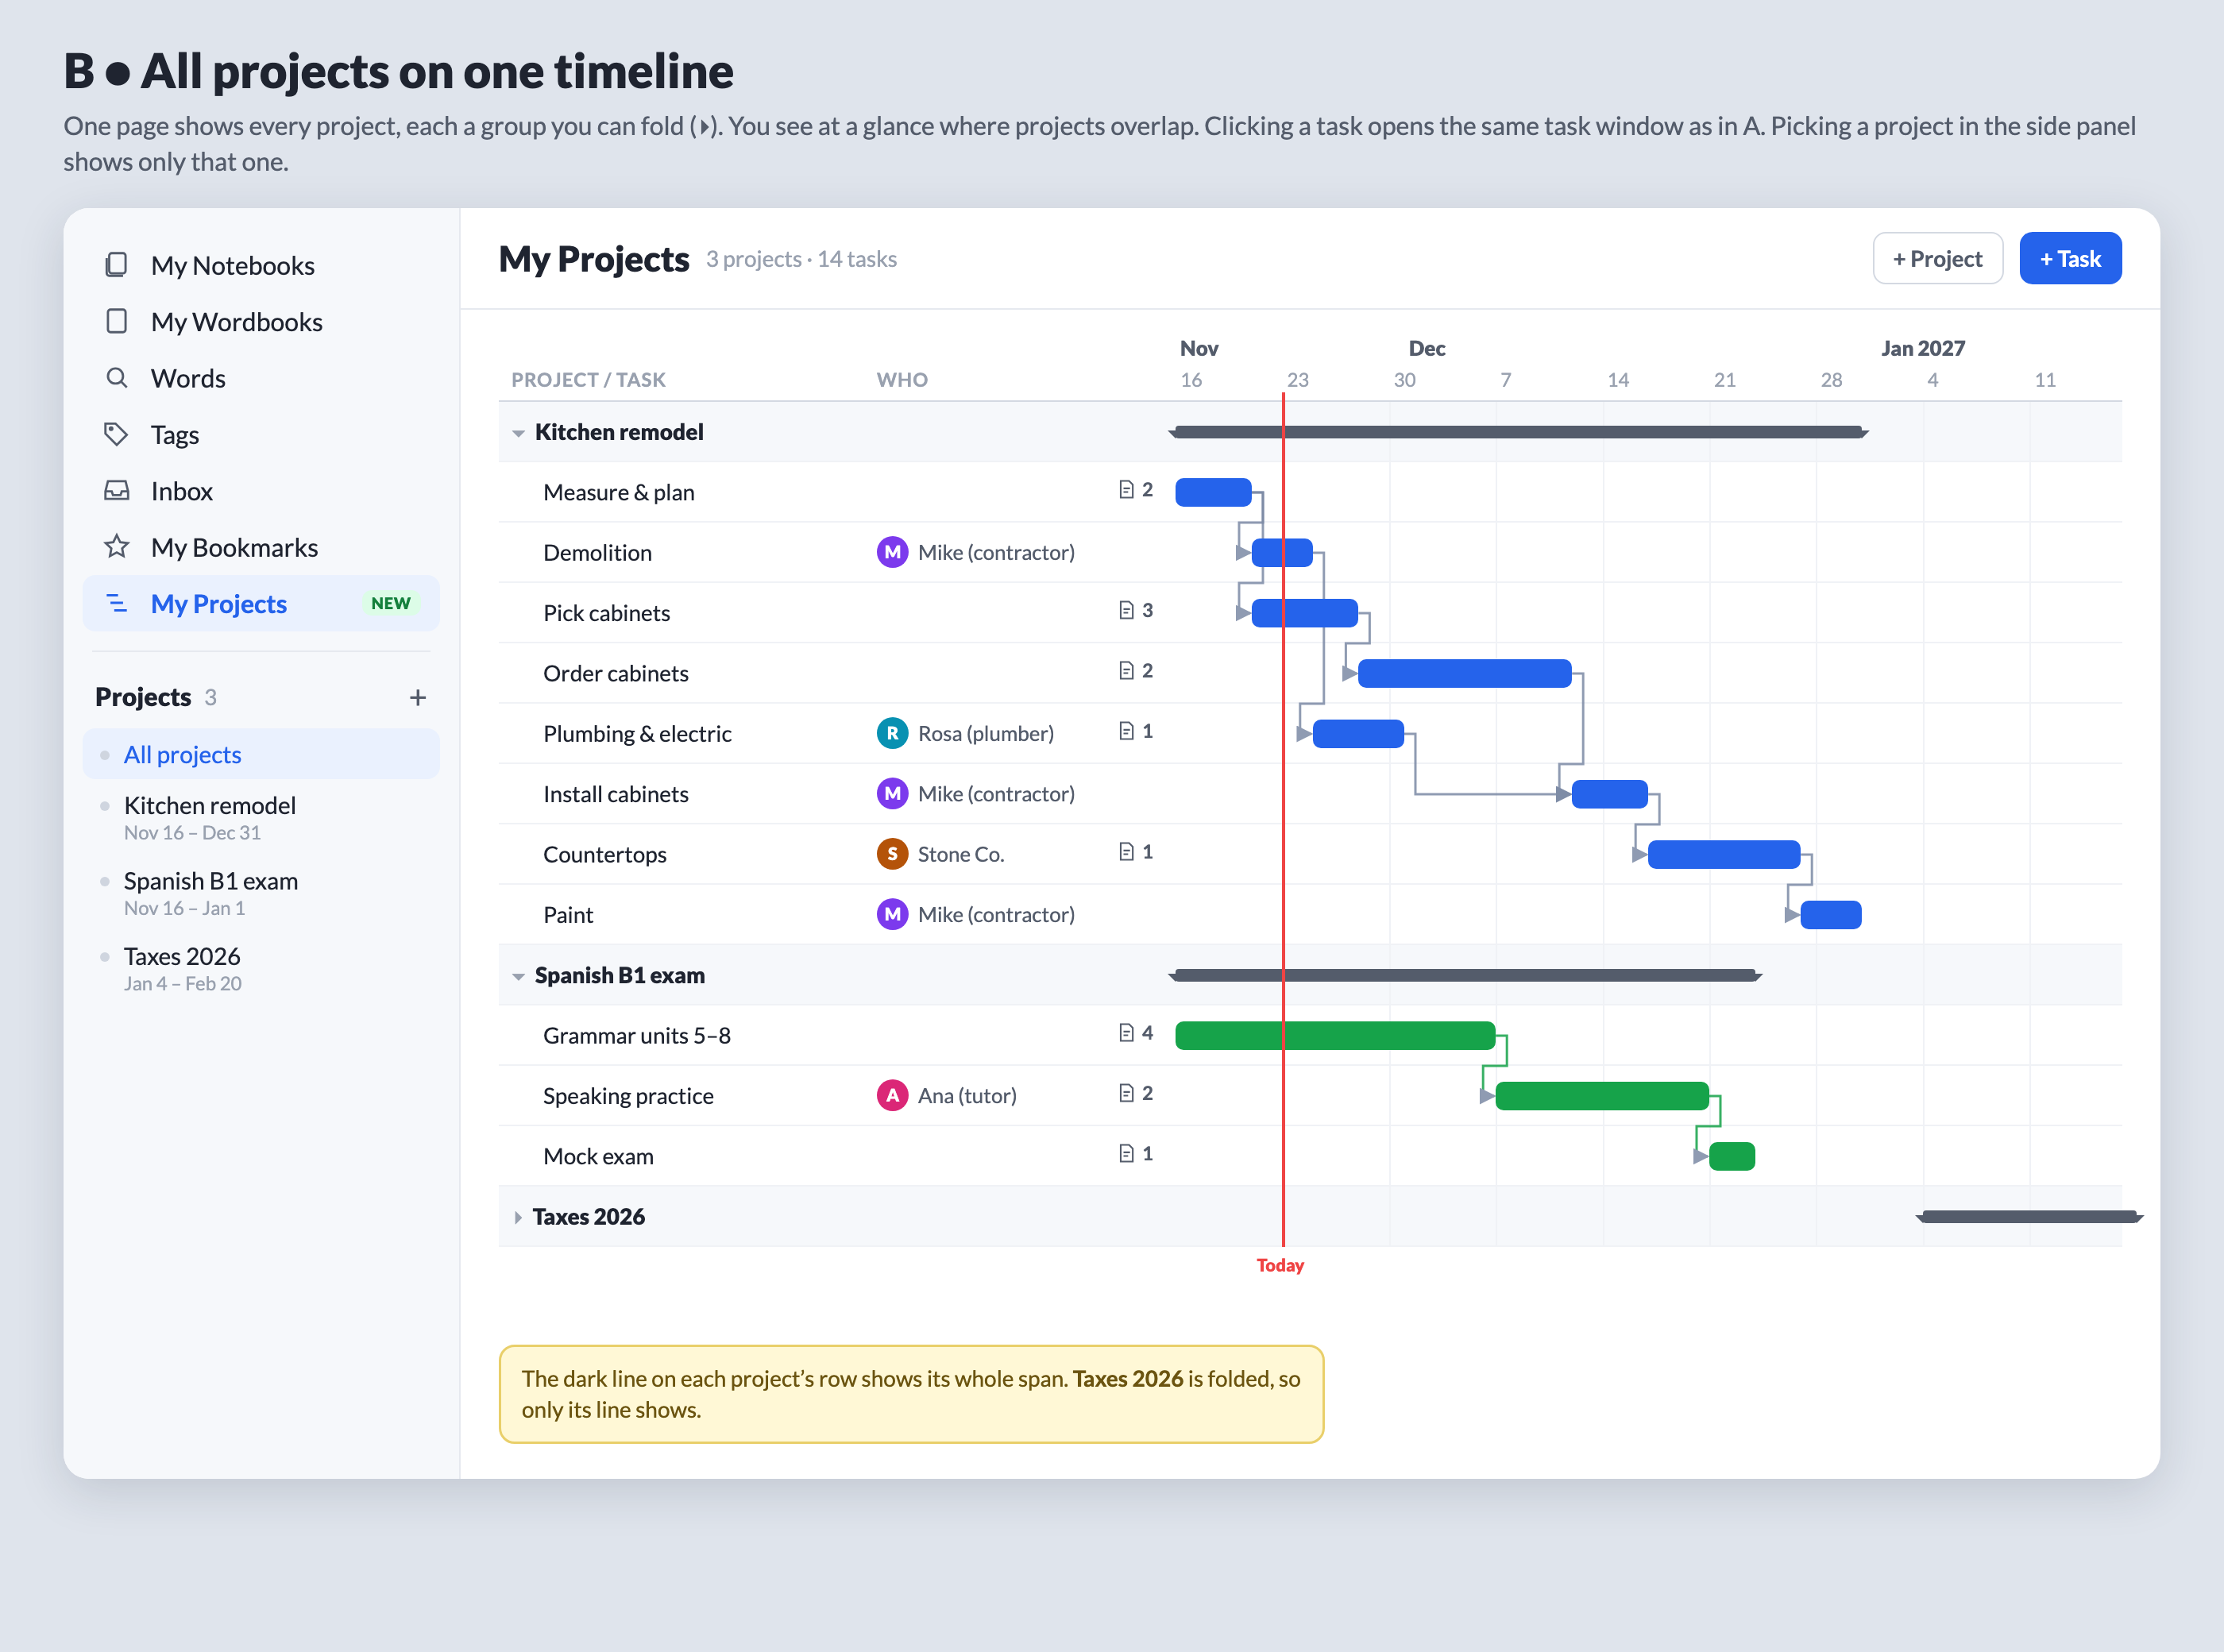 B ● All projects on one timeline
One page shows every project, each a group you can fold (▸). You see at a glance where projects overlap. Clicking a task opens the same task window as in A. Picking a project in the side panel
shows only that one.
My Notebooks
My Wordbooks
Words
Tags
Inbox
My Bookmarks
My Projects NEW
Projects 3 +
All projects
Kitchen remodel
Nov 16 – Dec 31
Spanish B1 exam
Nov 16 – Jan 1
Taxes 2026
Jan 4 – Feb 20
My Projects 3 projects · 14 tasks + Project + Task
Nov Dec Jan 2027
PROJECT / TASK WHO 16 23 30 7 14 21 28 4 11
Kitchen remodel
Measure & plan 2
Demolition M Mike (contractor)
Pick cabinets 3
Order cabinets 2
Plumbing & electric R Rosa (plumber) 1
Install cabinets M Mike (contractor)
Countertops S Stone Co. 1
Paint M Mike (contractor)
Spanish B1 exam
Grammar units 5–8 4
Speaking practice A Ana (tutor) 2
Mock exam 1
Taxes 2026
Today
The dark line on each project’s row shows its whole span. Taxes 2026 is folded, so
only its line shows.